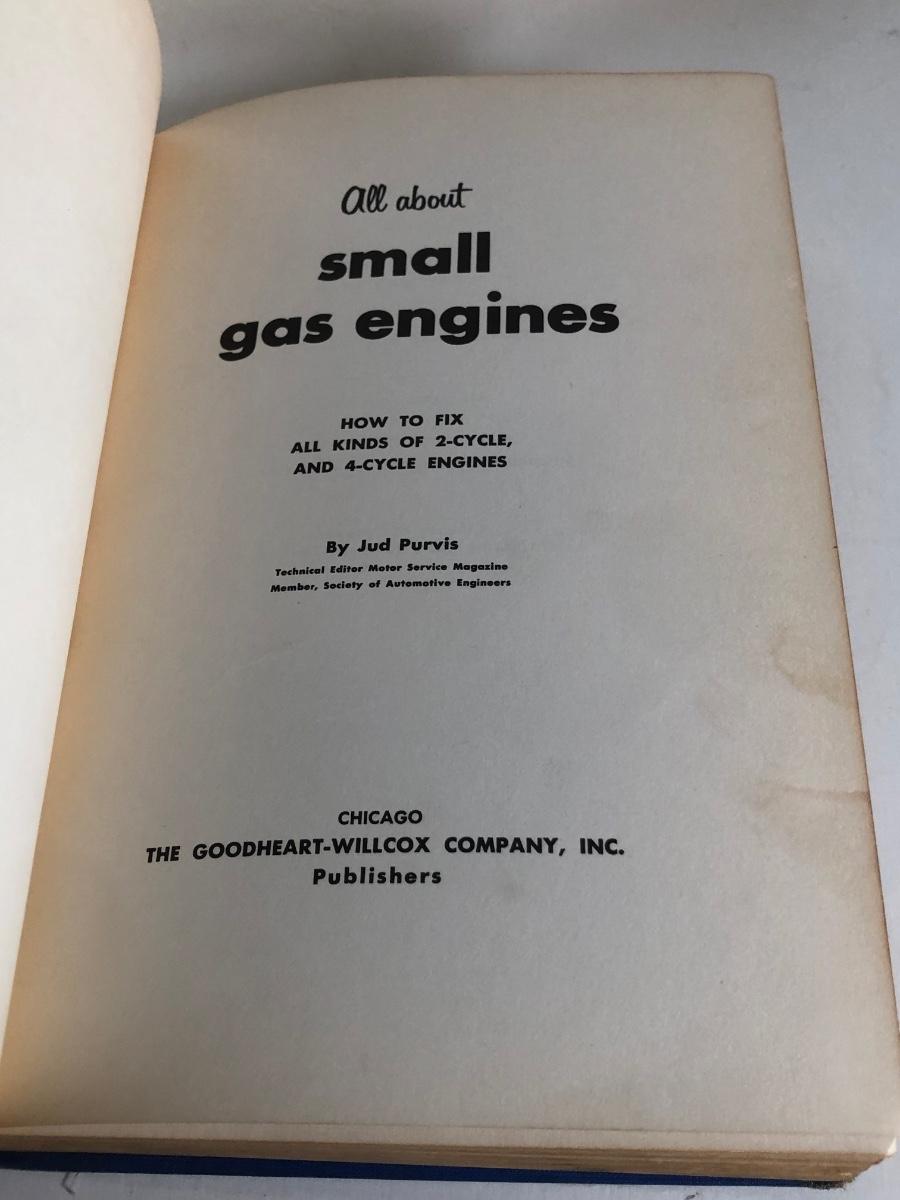 All about
small
gas engines
HOW TO FIX
ALL KINDS OF 2-CYCLE,
AND 4-CYCLE ENGINES
By Jud Purvis
Technical Editor Motor Service Magazine
Member, Society of Automotive Engineers
CHICAGO
THE GOODHEART-WILLCOX COMPANY, INC.
Publishers